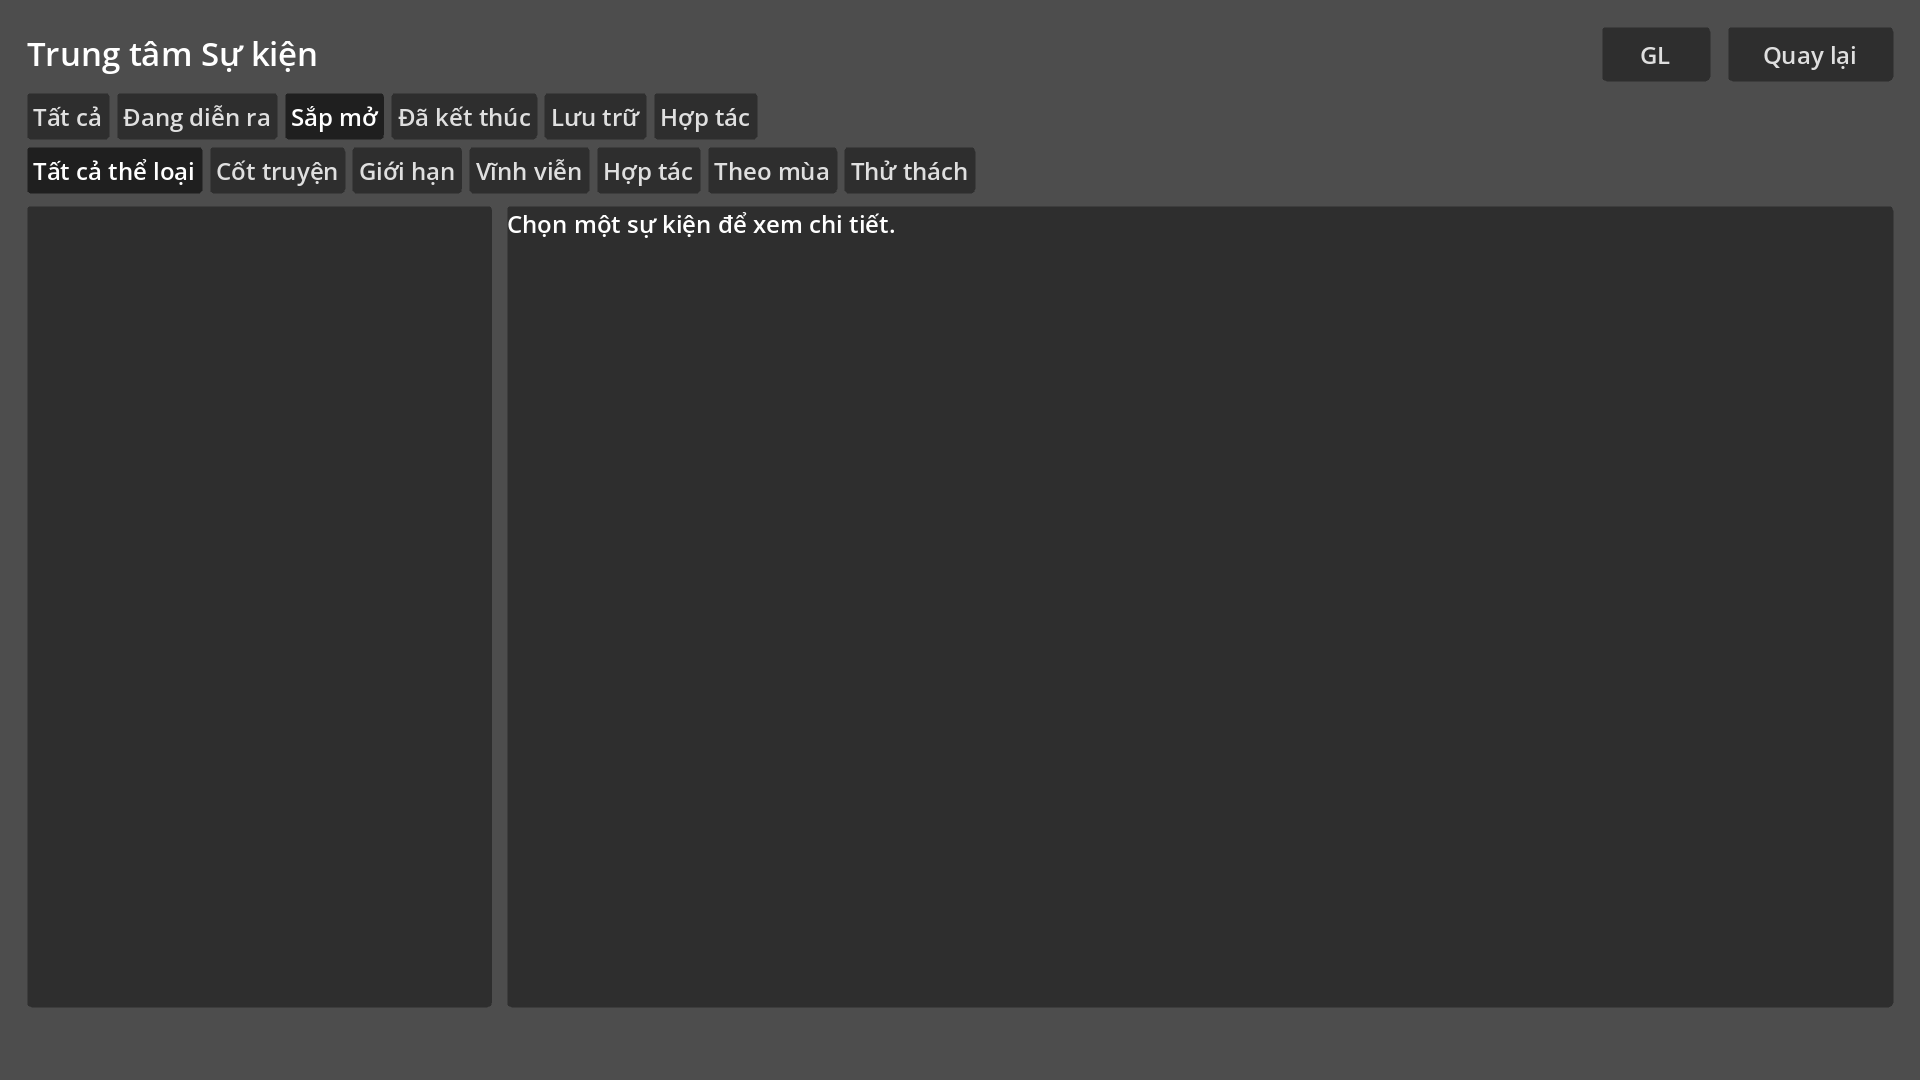 Trung tâm Sự kiện
GL
Quay lại
Tất cả
Đang diễn ra
Sắp mở
Đã kết thúc
Lưu trữ
Hợp tác
Tất cả thể loại
Cốt truyện
Giới hạn
Vĩnh viễn
Hợp tác
Theo mùa
Thử thách
Chọn một sự kiện để xem chi tiết.